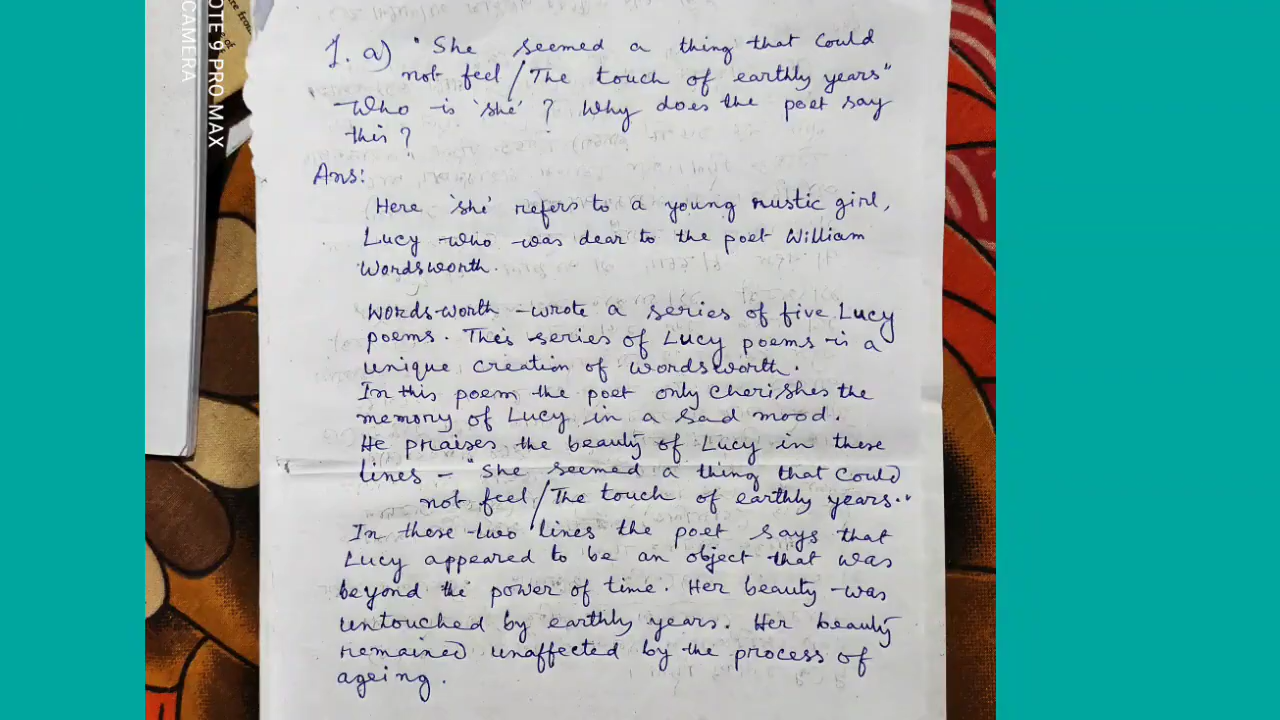 OTE 9 PRO MAX
CAMERA
1. a) "She seemed a thing that could
not feel / The touch of earthly years"
Who is 'she' ? Why does the poet say
this ?
Ans:
Here 'she' refers to a young rustic girl,
Lucy who was dear to the poet William
Wordsworth.
Words-worth wrote a series of five Lucy
poems. This series of Lucy poems is a
unique creation of wordsworth.
In this poem the poet only cherishes the
memory of Lucy in a sad mood.
He praises the beauty of Lucy in these
lines - "She seemed a thing that could
not feel / The touch of earthly years."
In these two lines the poet says that
Lucy appeared to be an object that was
beyond the power of time. Her beauty was
untouched by earthly years. Her beauty
remained unaffected by the process of
ageing.